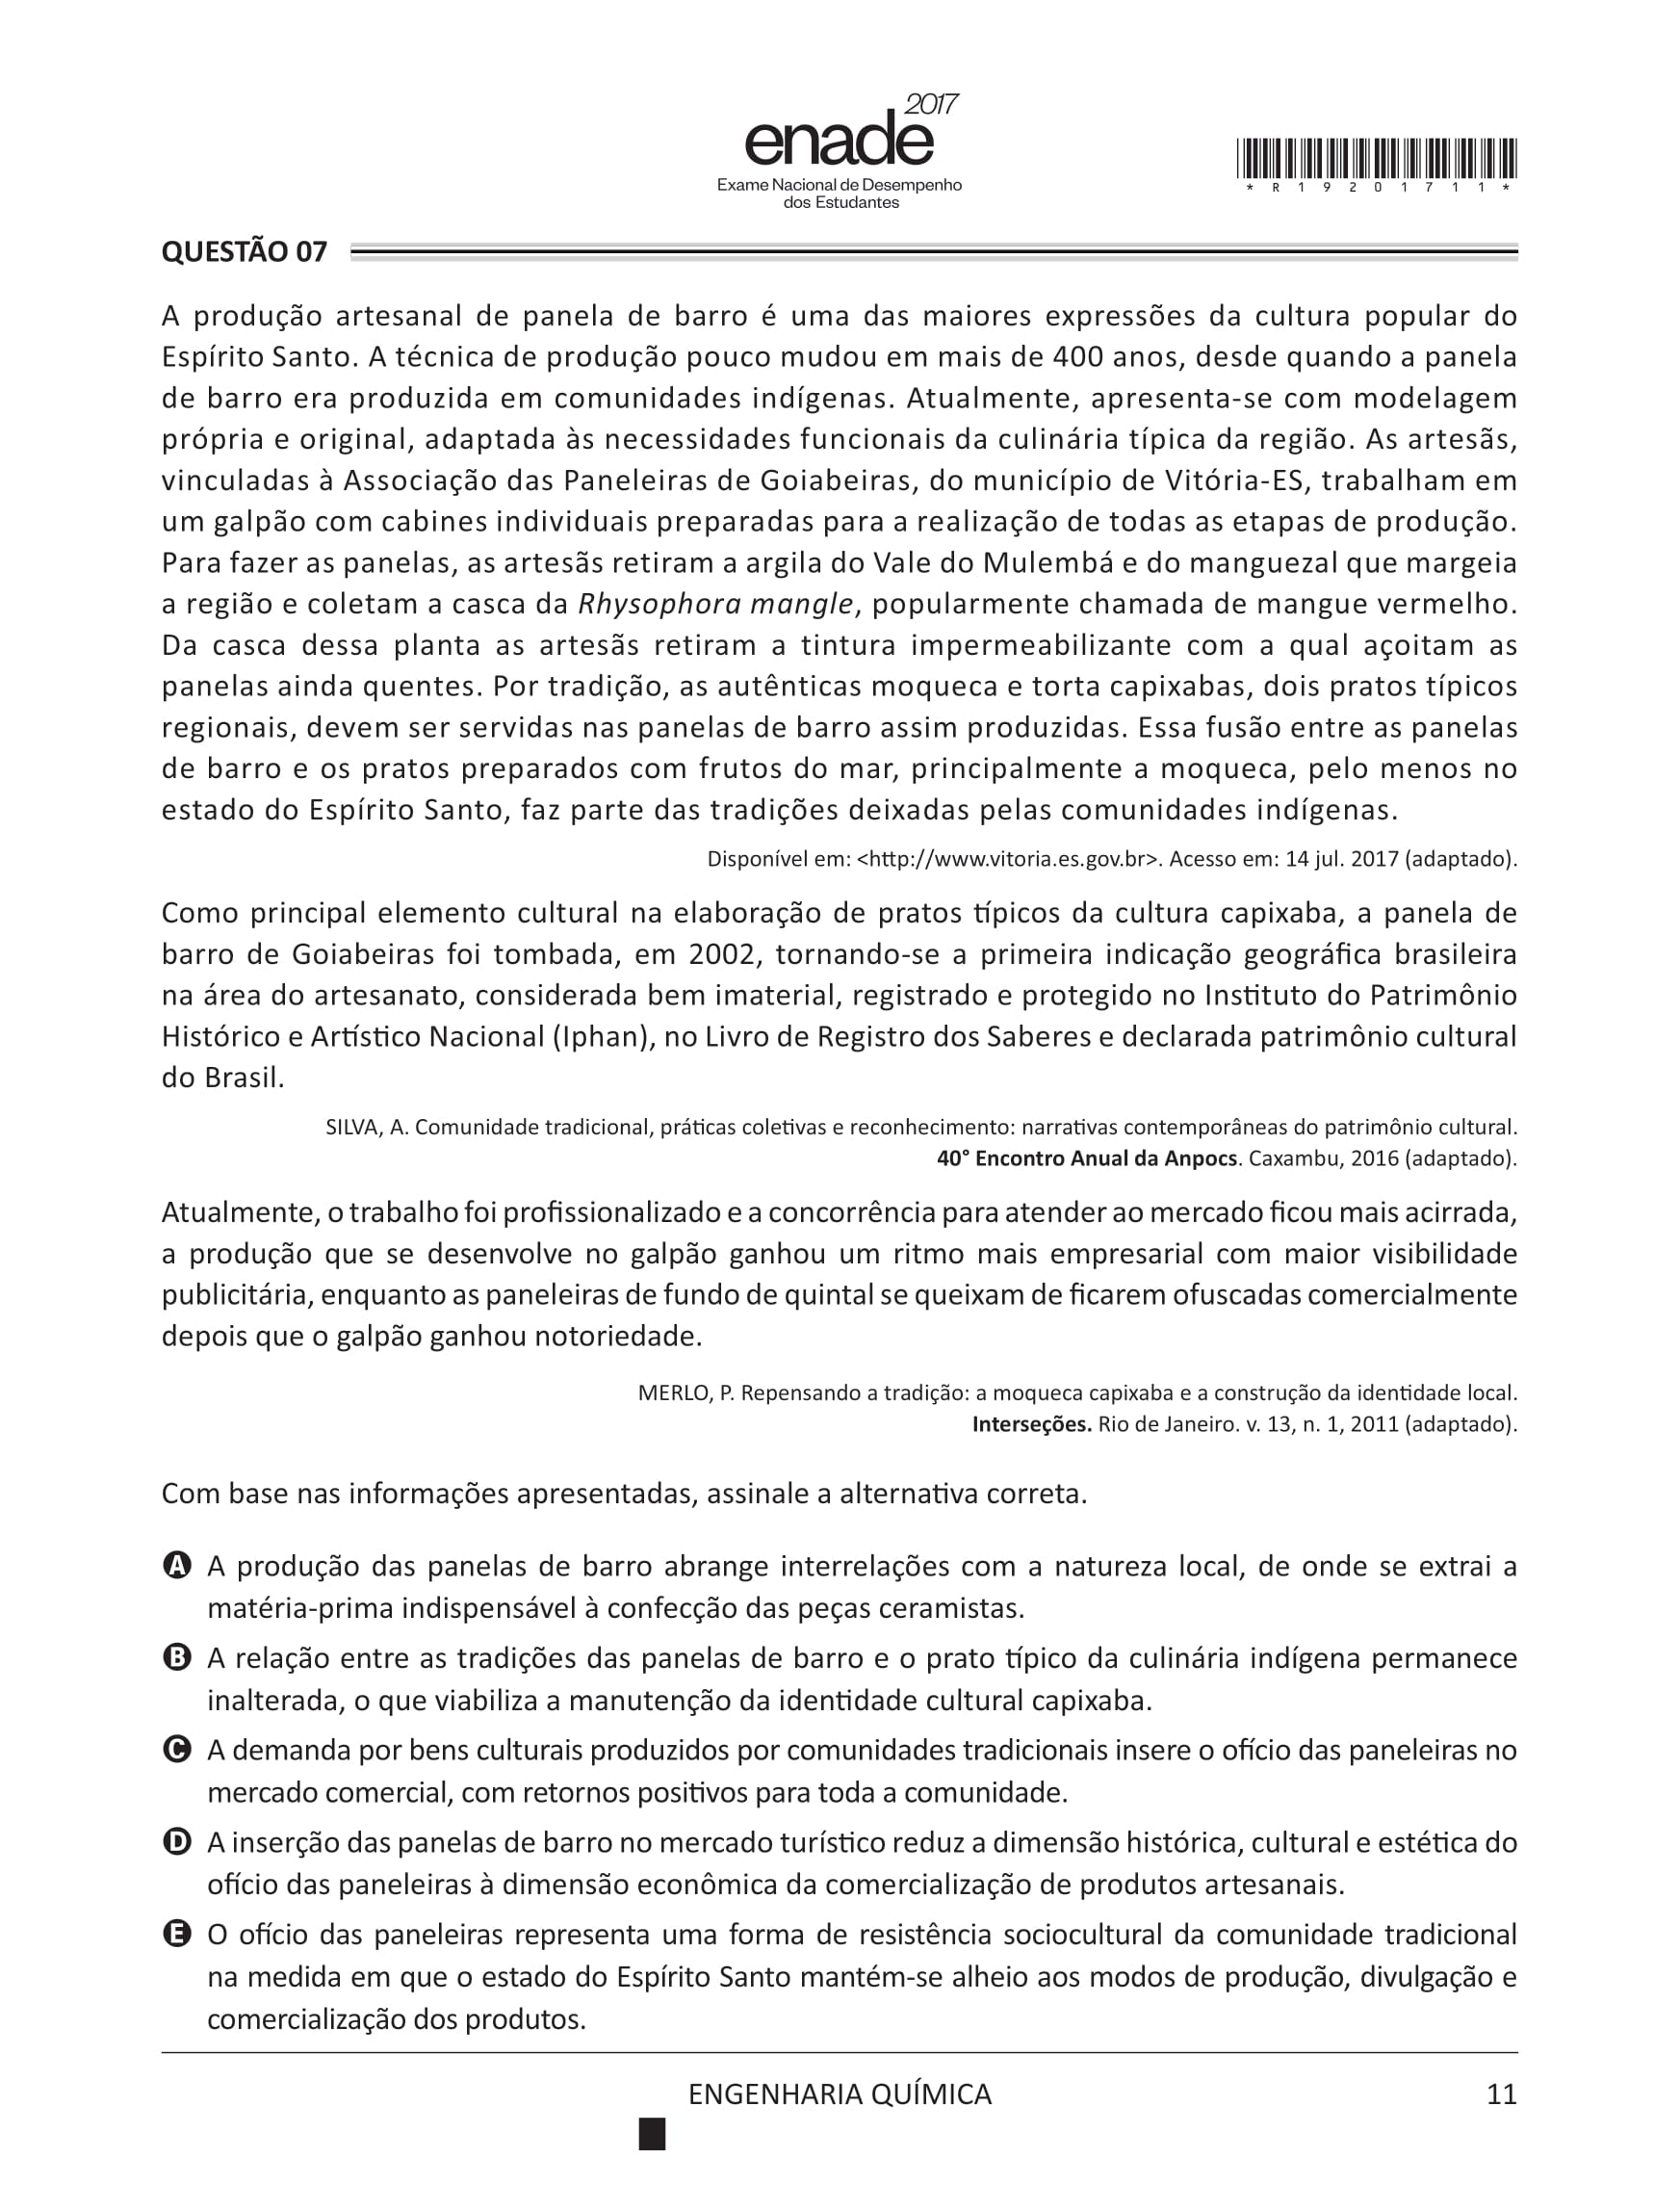 2017
enade
Exame Nacional de Desempenho
dos Estudantes
* R 1 9 2 0 1 7 1 1 *
QUESTÃO 07
A produção artesanal de panela de barro é uma das maiores expressões da cultura popular do
Espírito Santo. A técnica de produção pouco mudou em mais de 400 anos, desde quando a panela
de barro era produzida em comunidades indígenas. Atualmente, apresenta-se com modelagem
própria e original, adaptada às necessidades funcionais da culinária típica da região. As artesãs,
vinculadas à Associação das Paneleiras de Goiabeiras, do município de Vitória-ES, trabalham em
um galpão com cabines individuais preparadas para a realização de todas as etapas de produção.
Para fazer as panelas, as artesãs retiram a argila do Vale do Mulembá e do manguezal que margeia
a região e coletam a casca da Rhysophora mangle, popularmente chamada de mangue vermelho.
Da casca dessa planta as artesãs retiram a tintura impermeabilizante com a qual açoitam as
panelas ainda quentes. Por tradição, as autênticas moqueca e torta capixabas, dois pratos típicos
regionais, devem ser servidas nas panelas de barro assim produzidas. Essa fusão entre as panelas
de barro e os pratos preparados com frutos do mar, principalmente a moqueca, pelo menos no
estado do Espírito Santo, faz parte das tradições deixadas pelas comunidades indígenas.
Disponível em: <http://www.vitoria.es.gov.br>. Acesso em: 14 jul. 2017 (adaptado).
Como principal elemento cultural na elaboração de pratos típicos da cultura capixaba, a panela de
barro de Goiabeiras foi tombada, em 2002, tornando-se a primeira indicação geográfica brasileira
na área do artesanato, considerada bem imaterial, registrado e protegido no Instituto do Patrimônio
Histórico e Artístico Nacional (Iphan), no Livro de Registro dos Saberes e declarada patrimônio cultural
do Brasil.
SILVA, A. Comunidade tradicional, práticas coletivas e reconhecimento: narrativas contemporâneas do patrimônio cultural.
40° Encontro Anual da Anpocs. Caxambu, 2016 (adaptado).
Atualmente, o trabalho foi profissionalizado e a concorrência para atender ao mercado ficou mais acirrada,
a produção que se desenvolve no galpão ganhou um ritmo mais empresarial com maior visibilidade
publicitária, enquanto as paneleiras de fundo de quintal se queixam de ficarem ofuscadas comercialmente
depois que o galpão ganhou notoriedade.
MERLO, P. Repensando a tradição: a moqueca capixaba e a construção da identidade local.
Interseções. Rio de Janeiro. v. 13, n. 1, 2011 (adaptado).
Com base nas informações apresentadas, assinale a alternativa correta.
A A produção das panelas de barro abrange interrelações com a natureza local, de onde se extrai a
matéria-prima indispensável à confecção das peças ceramistas.
B A relação entre as tradições das panelas de barro e o prato típico da culinária indígena permanece
inalterada, o que viabiliza a manutenção da identidade cultural capixaba.
C A demanda por bens culturais produzidos por comunidades tradicionais insere o ofício das paneleiras no
mercado comercial, com retornos positivos para toda a comunidade.
D A inserção das panelas de barro no mercado turístico reduz a dimensão histórica, cultural e estética do
ofício das paneleiras à dimensão econômica da comercialização de produtos artesanais.
E O ofício das paneleiras representa uma forma de resistência sociocultural da comunidade tradicional
na medida em que o estado do Espírito Santo mantém-se alheio aos modos de produção, divulgação e
comercialização dos produtos.
ENGENHARIA QUÍMICA
11